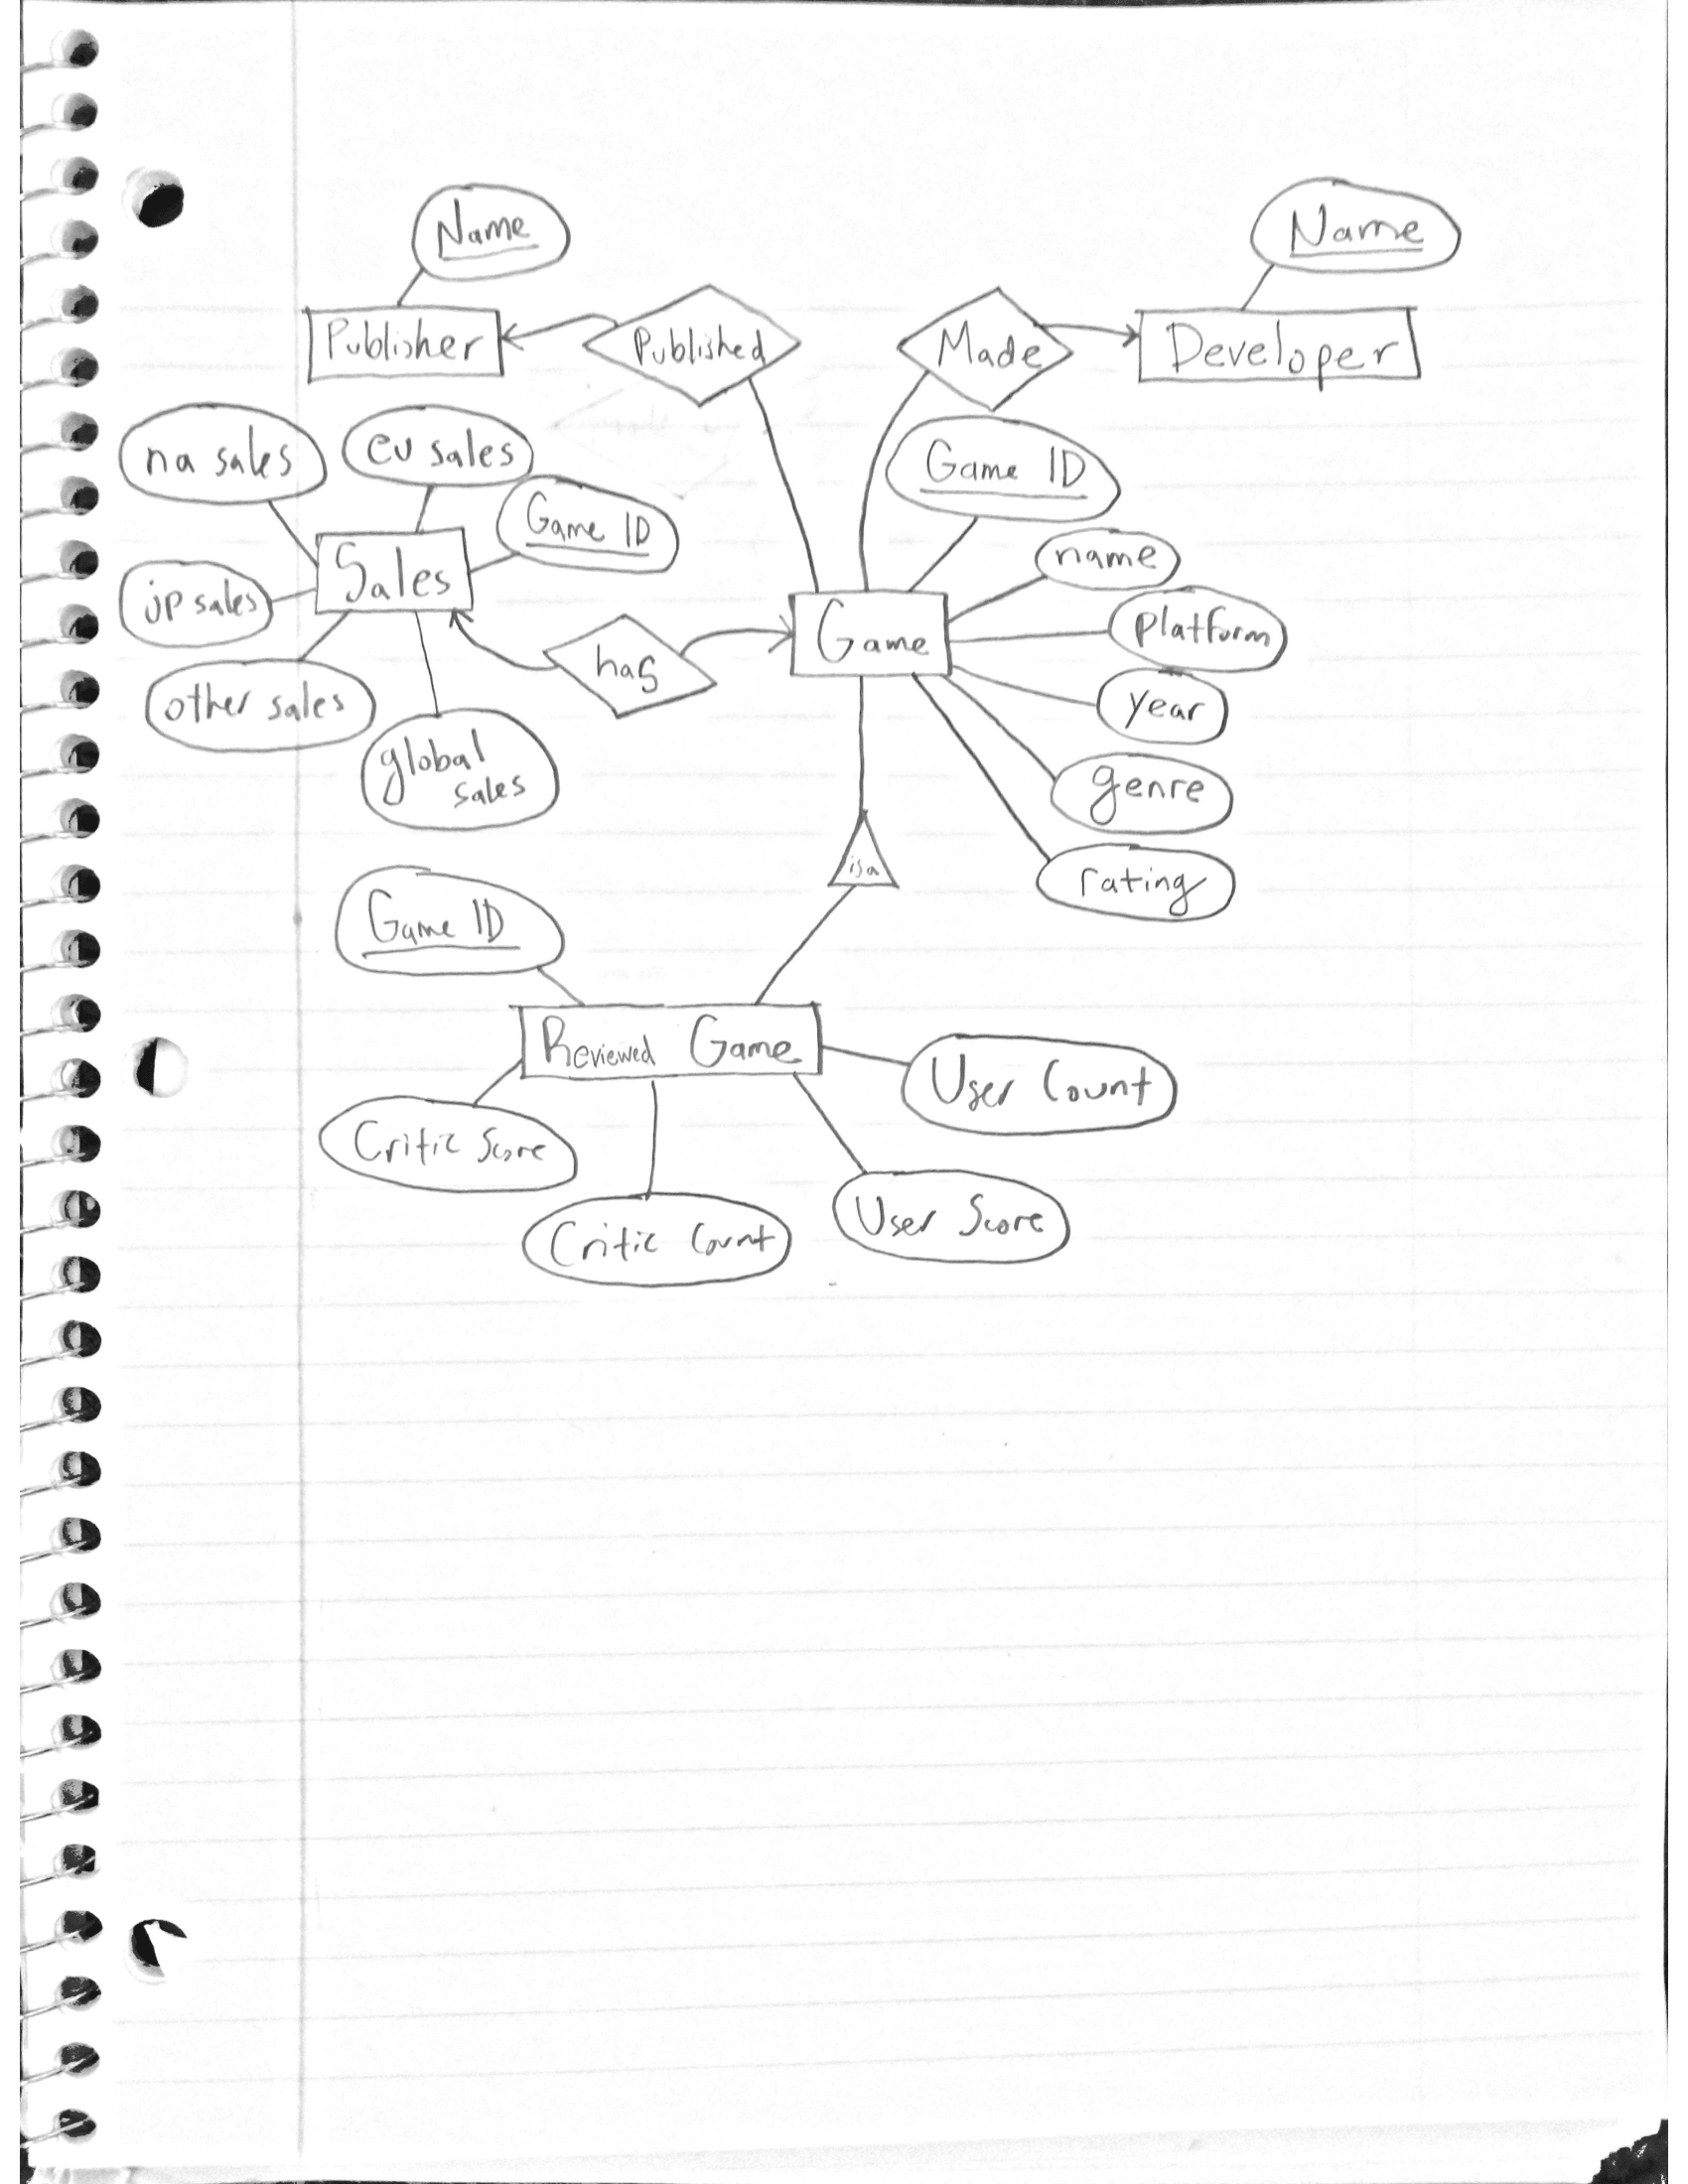 Name
Name
Publisher
Published
Made
Developer
na sales
eu sales
Game ID
Game ID
Sales
name
jp sales
has
Game
platform
other sales
year
global
sales
genre
isa
rating
Game ID
Reviewed Game
User Count
Critic Score
Critic Count
User Score